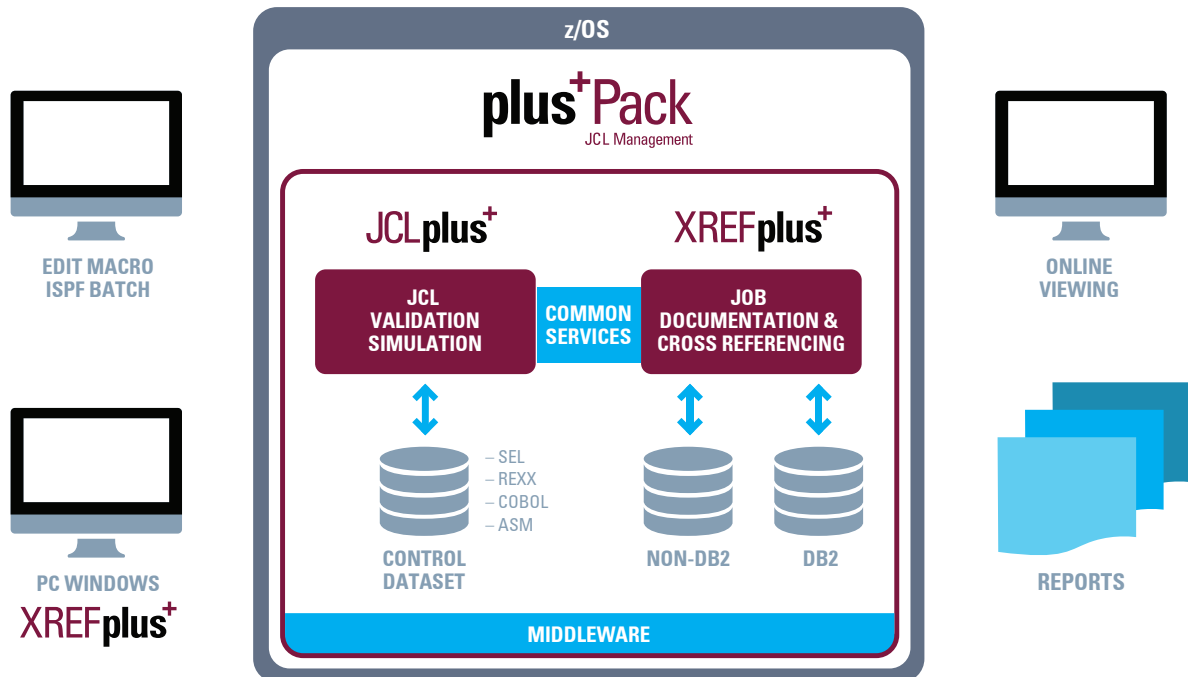 z/OS
plus+Pack
JCL Management
JCLplus+
XREFplus+
EDIT MACRO
ISPF BATCH
ONLINE
VIEWING
JCL
VALIDATION
SIMULATION
COMMON
SERVICES
JOB
DOCUMENTATION &
CROSS REFERENCING
– SEL
– REXX
– COBOL
– ASM
CONTROL
DATASET
NON-DB2
DB2
PC WINDOWS
XREFplus+
REPORTS
MIDDLEWARE